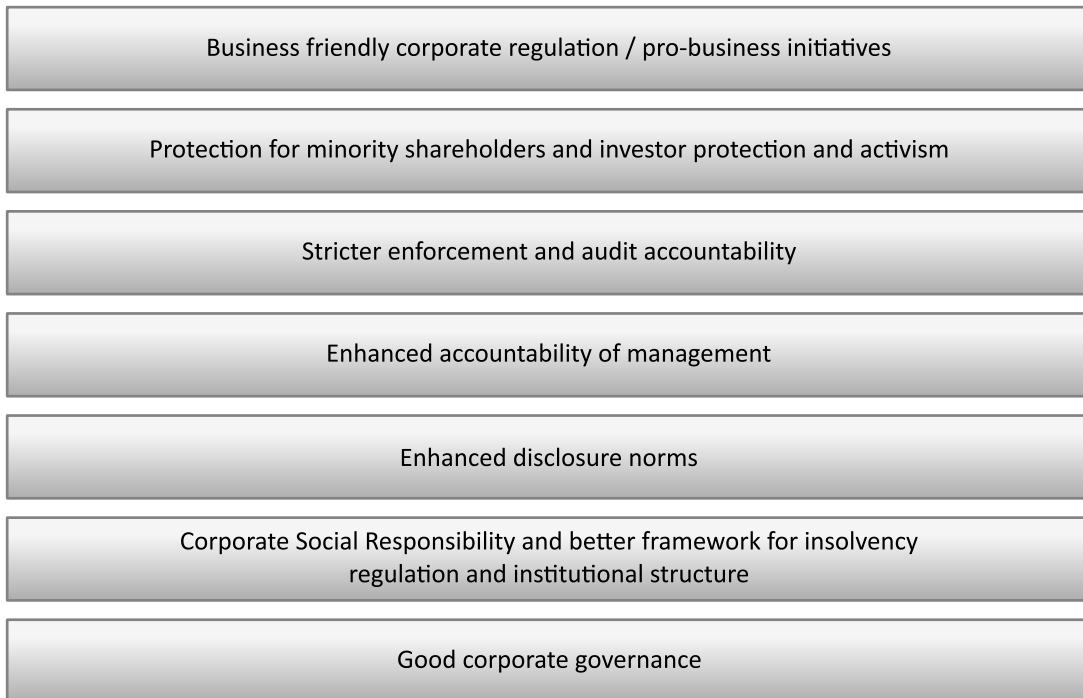 Business friendly corporate regulation / pro-business initiatives
Protection for minority shareholders and investor protection and activism
Stricter enforcement and audit accountability
Enhanced accountability of management
Enhanced disclosure norms
Corporate Social Responsibility and better framework for insolvency
regulation and institutional structure
Good corporate governance